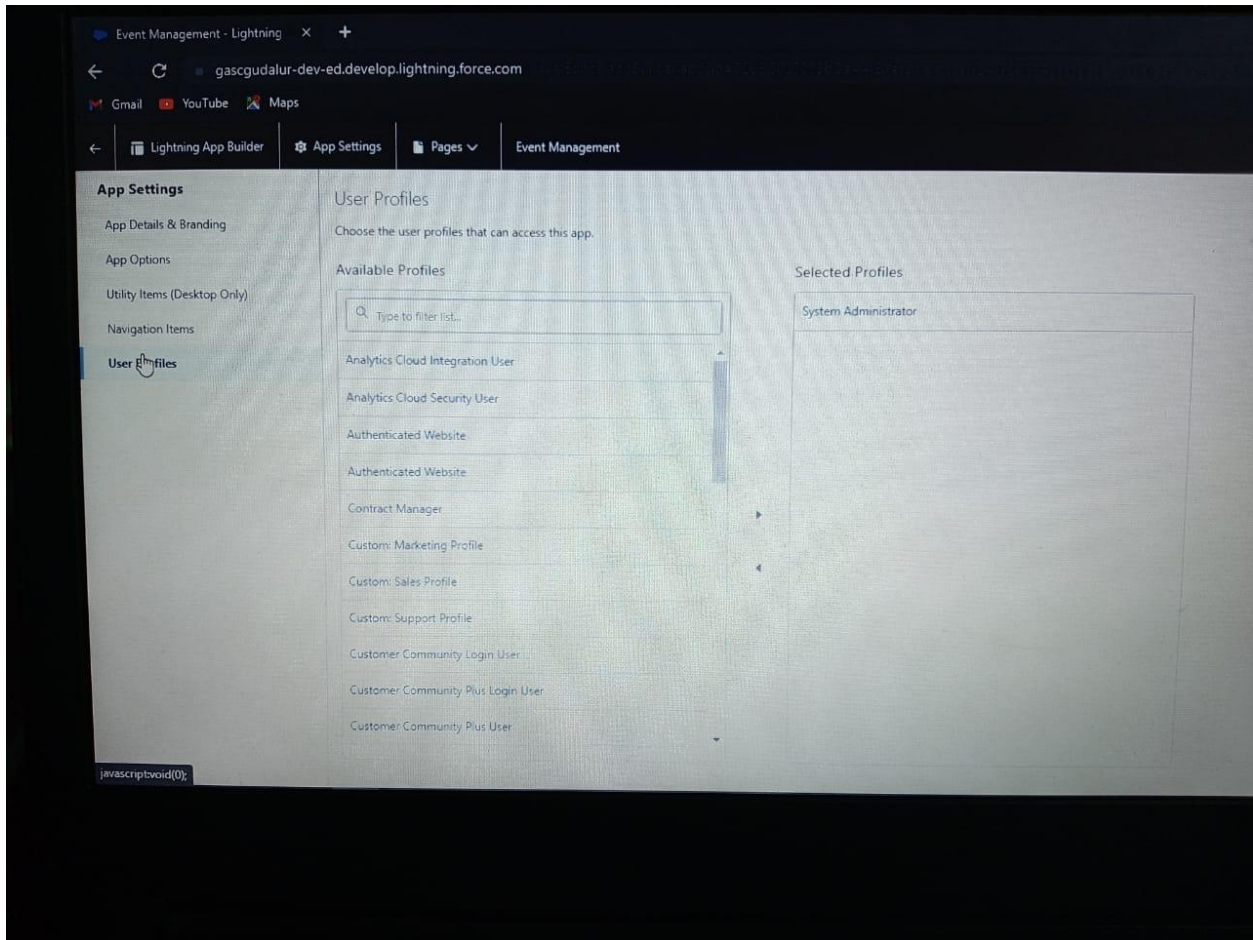 Event Management - Lightning
gascgudalur-dev-ed.develop.lightning.force.com
Gmail YouTube Maps
Lightning App Builder App Settings Pages Event Management
App Settings
App Details & Branding
App Options
Utility Items (Desktop Only)
Navigation Items
User Profiles
User Profiles
Choose the user profiles that can access this app.
Available Profiles
Type to filter list...
Analytics Cloud Integration User
Analytics Cloud Security User
Authenticated Website
Authenticated Website
Contract Manager
Custom: Marketing Profile
Custom: Sales Profile
Custom: Support Profile
Customer Community Login User
Customer Community Plus Login User
Customer Community Plus User
Selected Profiles
System Administrator
javascript:void(0);